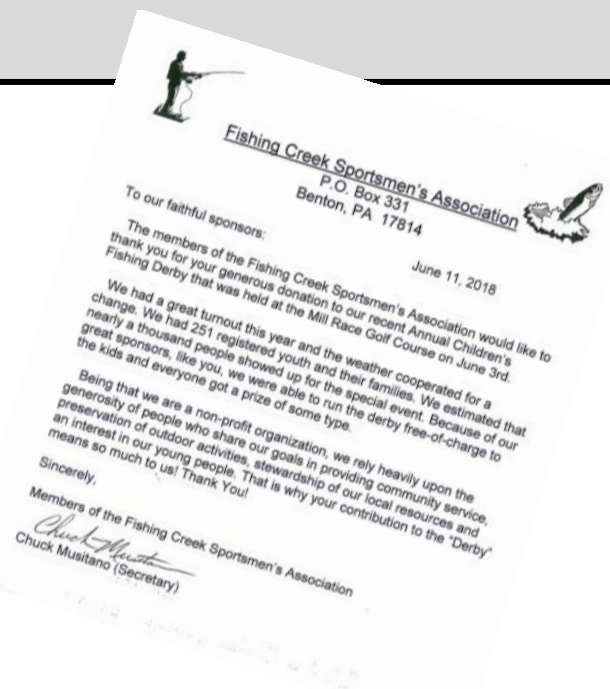 Fishing Creek Sportsmen's Association
P.O. Box 331
Benton, PA 17814
June 11, 2018
To our faithful sponsors:
The members of the Fishing Creek Sportsmen's Association would like to
thank you for your generous donation to our recent Annual Children's
Fishing Derby that was held at the Mill Race Golf Course on June 3rd.
We had a great turnout this year and the weather cooperated for a
change. We had 251 registered youth and their families. We estimated that
nearly a thousand people showed up for the special event. Because of our
great sponsors, like you, we were able to run the derby free-of-charge to
the kids and everyone got a prize of some type.
Being that we are a non-profit organization, we rely heavily upon the
generosity of people who share our goals in providing community service,
preservation of outdoor activities, stewardship of our local resources and
an interest in our young people. That is why your contribution to the "Derby"
means so much to us! Thank You!
Sincerely,
Members of the Fishing Creek Sportsmen's Association
Chuck Musitano
Chuck Musitano (Secretary)